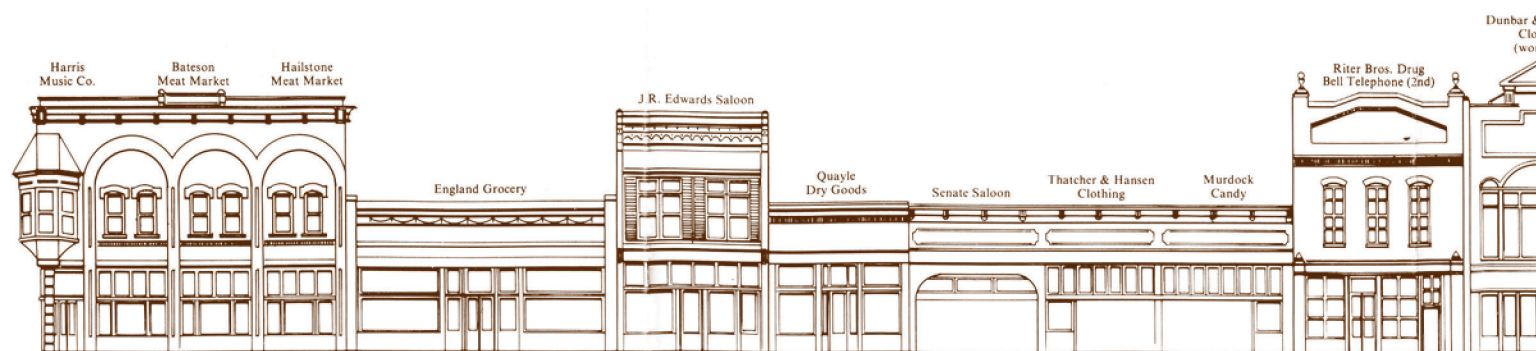 Harris
Music Co.
Bateson
Meat Market
Hailstone
Meat Market
England Grocery
J.R. Edwards Saloon
Quayle
Dry Goods
Senate Saloon
Thatcher & Hansen
Clothing
Murdock
Candy
Riter Bros. Drug
Bell Telephone (2nd)
Dunbar &